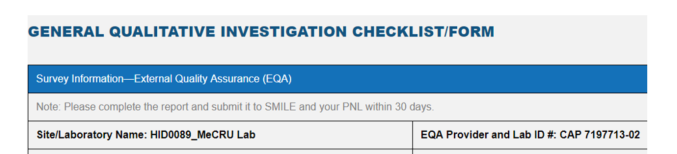 GENERAL QUALITATIVE INVESTIGATION CHECKLIST/FORM
Survey Information—External Quality Assurance (EQA)
Note: Please complete the report and submit it to SMILE and your PNL within 30 days.
Site/Laboratory Name: HID0089_MeCRU Lab EQA Provider and Lab ID #: CAP 7197713-02